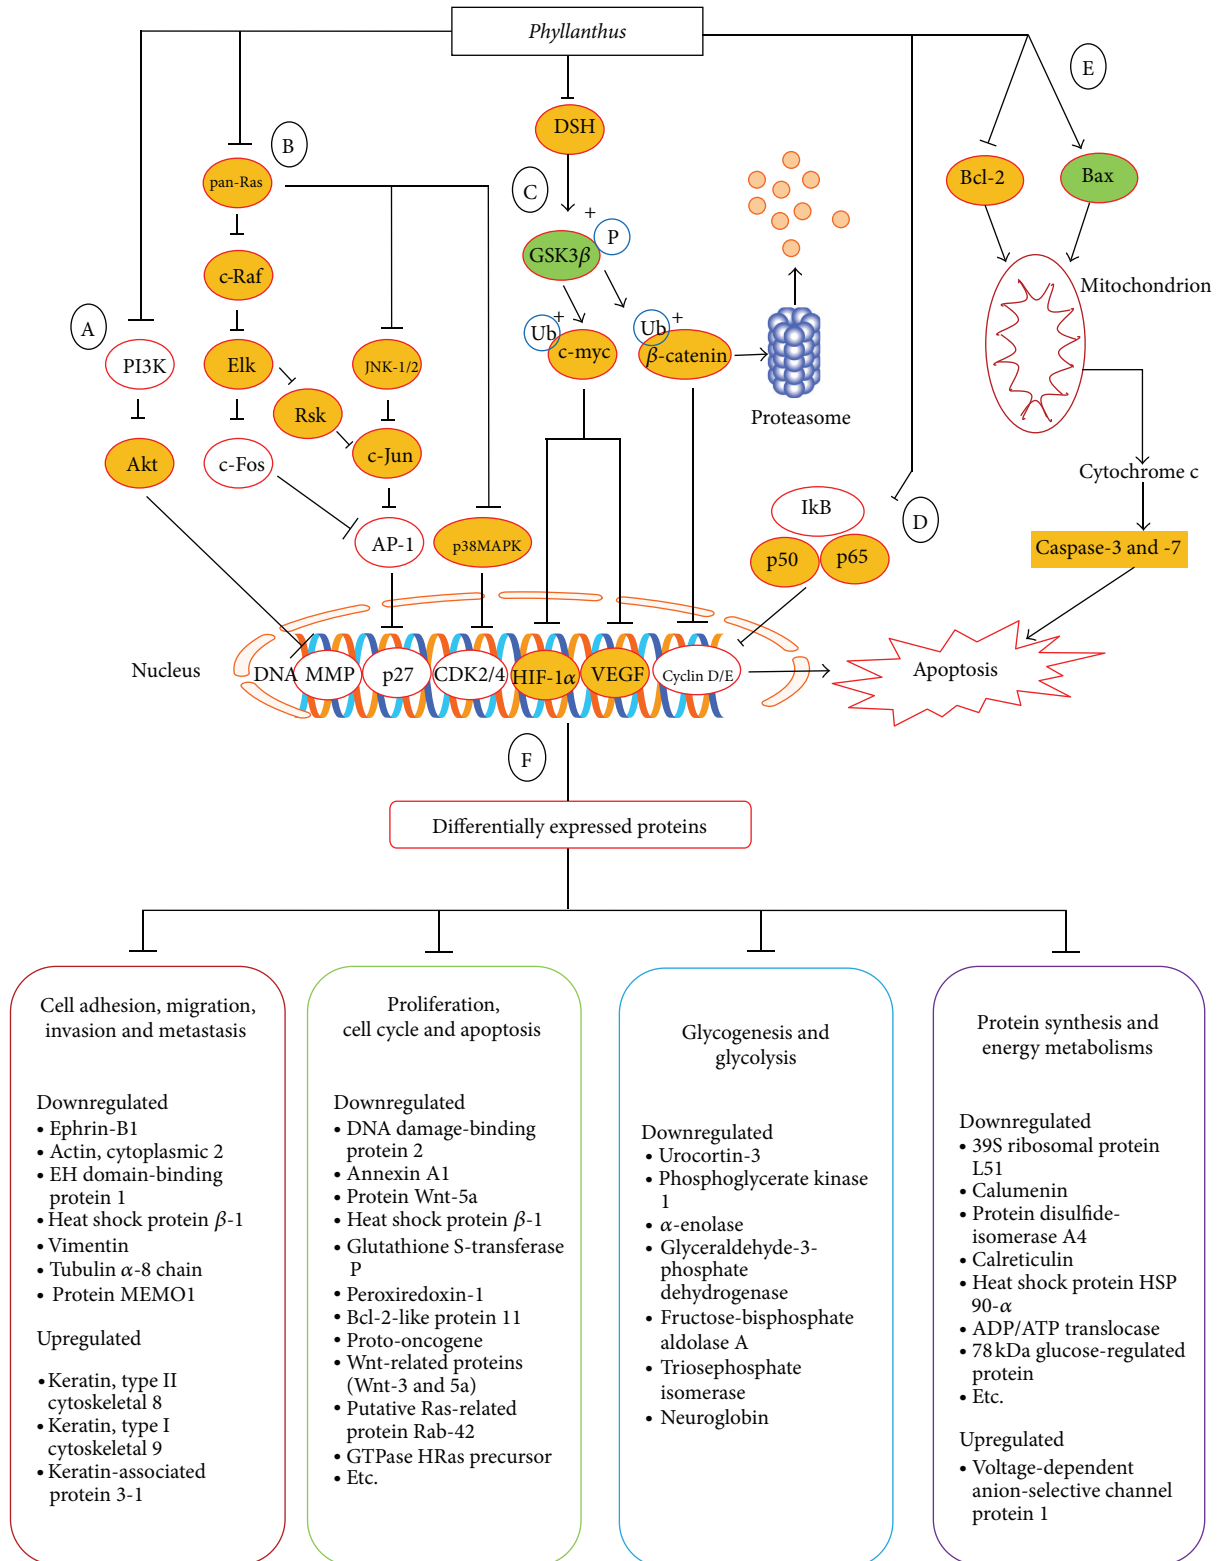 Phyllanthus
E
DSH
B
pan-Ras
C
Bcl-2
Bax
+
P
GSK3β
c-Raf
Mitochondrion
A
Ub
+
c-myc
Ub
+
β-catenin
PI3K
Elk
JNK-1/2
Rsk
Proteasome
Akt
c-Fos
c-Jun
Cytochrome c
IkB
D
AP-1
p38MAPK
p50
p65
Caspase-3 and -7
Nucleus
DNA
MMP
p27
CDK2/4
HIF-1α
VEGF
Cyclin D/E
Apoptosis
F
Differentially expressed proteins
Cell adhesion, migration,
invasion and metastasis
Downregulated
• Ephrin-B1
• Actin, cytoplasmic 2
• EH domain-binding
protein 1
• Heat shock protein β-1
• Vimentin
• Tubulin α-8 chain
• Protein MEMO1
Upregulated
• Keratin, type II
cytoskeletal 8
• Keratin, type I
cytoskeletal 9
• Keratin-associated
protein 3-1
Proliferation,
cell cycle and apoptosis
Downregulated
• DNA damage-binding
protein 2
• Annexin A1
• Protein Wnt-5a
• Heat shock protein β-1
• Glutathione S-transferase
P
• Peroxiredoxin-1
• Bcl-2-like protein 11
• Proto-oncogene
• Wnt-related proteins
(Wnt-3 and 5a)
• Putative Ras-related
protein Rab-42
• GTPase HRas precursor
• Etc.
Glycogenesis and
glycolysis
Downregulated
• Urocortin-3
• Phosphoglycerate kinase
1
• α-enolase
• Glyceraldehyde-3-
phosphate
dehydrogenase
• Fructose-bisphosphate
aldolase A
• Triosephosphate
isomerase
• Neuroglobin
Protein synthesis and
energy metabolisms
Downregulated
• 39S ribosomal protein
L51
• Calumenin
• Protein disulfide-
isomerase A4
• Calreticulin
• Heat shock protein HSP
90-α
• ADP/ATP translocase
• 78 kDa glucose-regulated
protein
• Etc.
Upregulated
• Voltage-dependent
anion-selective channel
protein 1